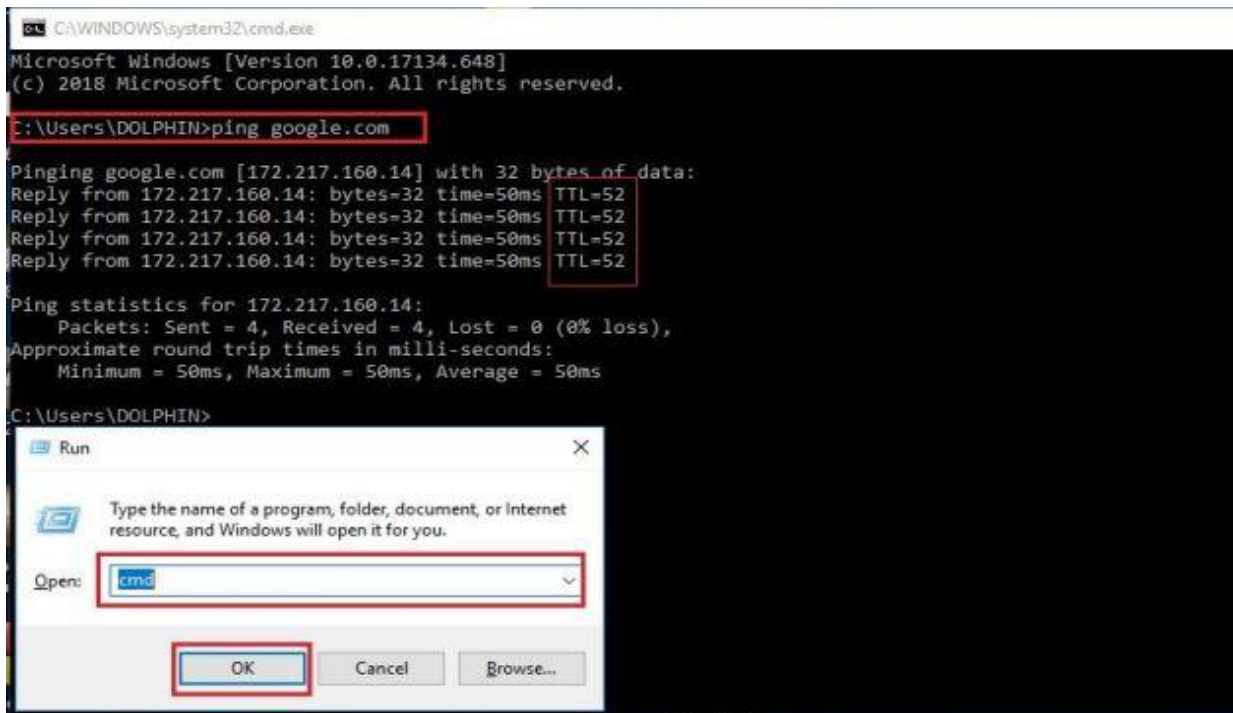 C:\WINDOWS\system32\cmd.exe
Microsoft Windows [Version 10.0.17134.648]
(c) 2018 Microsoft Corporation. All rights reserved.
C:\Users\DOLPHIN>ping google.com
Pinging google.com [172.217.160.14] with 32 bytes of data:
Reply from 172.217.160.14: bytes=32 time=50ms TTL=52
Reply from 172.217.160.14: bytes=32 time=50ms TTL=52
Reply from 172.217.160.14: bytes=32 time=50ms TTL=52
Reply from 172.217.160.14: bytes=32 time=50ms TTL=52
Ping statistics for 172.217.160.14:
Packets: Sent = 4, Received = 4, Lost = 0 (0% loss),
Approximate round trip times in milli-seconds:
Minimum = 50ms, Maximum = 50ms, Average = 50ms
C:\Users\DOLPHIN>
Run
Type the name of a program, folder, document, or Internet
resource, and Windows will open it for you.
Open: cmd
OK Cancel Browse...